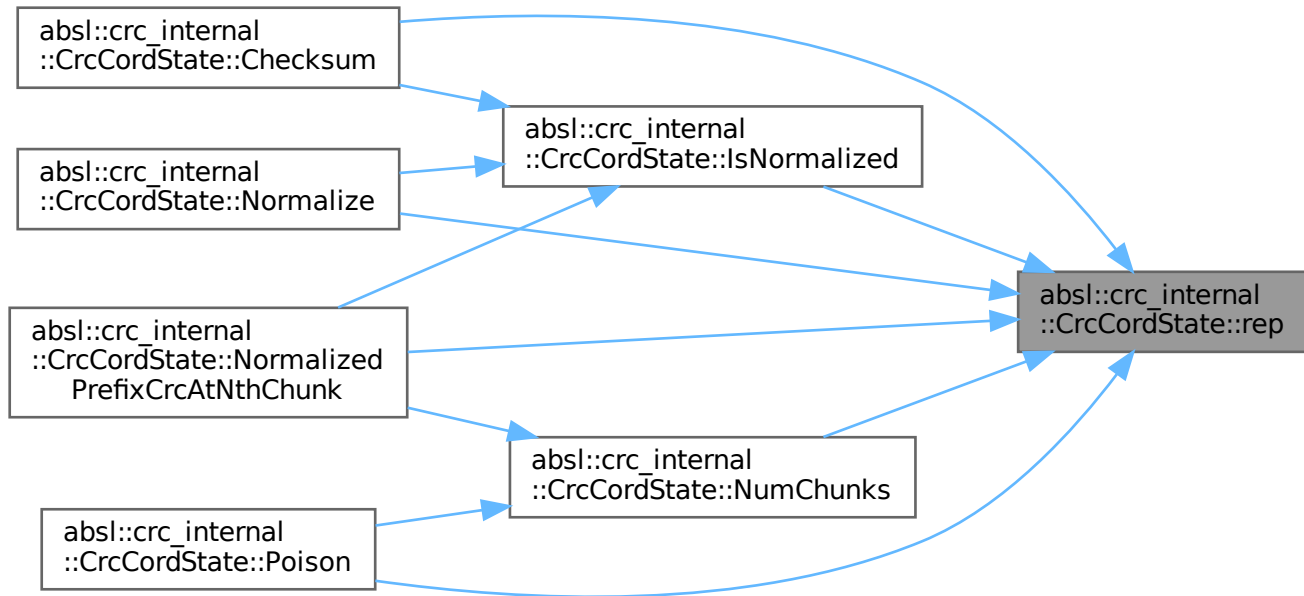 absl::crc_internal
::CrcCordState::Checksum
absl::crc_internal
::CrcCordState::IsNormalized
absl::crc_internal
::CrcCordState::Normalize
absl::crc_internal
::CrcCordState::rep
absl::crc_internal
::CrcCordState::Normalized
PrefixCrcAtNthChunk
absl::crc_internal
::CrcCordState::NumChunks
absl::crc_internal
::CrcCordState::Poison